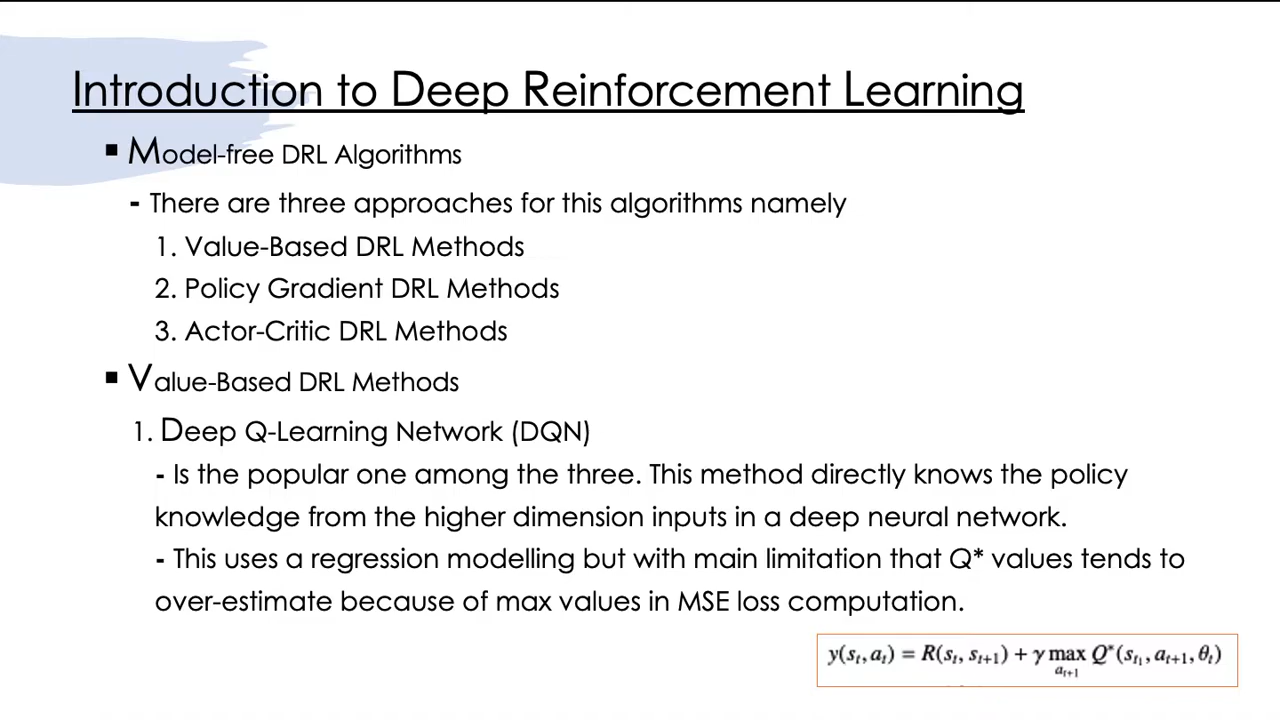 Introduction to Deep Reinforcement Learning
▪ Model-free DRL Algorithms
- There are three approaches for this algorithms namely
1. Value-Based DRL Methods
2. Policy Gradient DRL Methods
3. Actor-Critic DRL Methods
▪ Value-Based DRL Methods
1. Deep Q-Learning Network (DQN)
- Is the popular one among the three. This method directly knows the policy
knowledge from the higher dimension inputs in a deep neural network.
- This uses a regression modelling but with main limitation that Q* values tends to
over-estimate because of max values in MSE loss computation.
y(s_t, a_t) = R(s_t, s_{t+1}) + γ max_{a_{t+1}} Q*(s_{t_1}, a_{t+1}, θ_t)